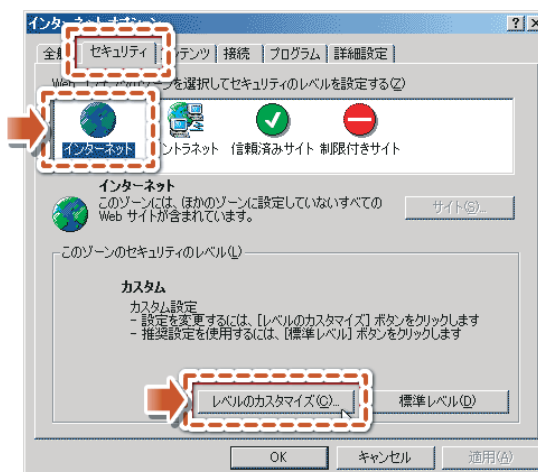 インターネット オプション
全 セキュリティ テンツ 接続 プログラム 詳細設定
Web を選択してセキュリティのレベルを設定する(Z)
インターネット ントラネット 信頼済みサイト 制限付きサイト
インターネット
このゾーンには、ほかのゾーンに設定していないすべての
Web サイトが含まれています。
サイト(S)...
このゾーンのセキュリティのレベル(L)
カスタム
カスタム設定
- 設定を変更するには、[レベルのカスタマイズ] ボタンをクリックします
- 推奨設定を使用するには、[標準レベル] ボタンをクリックします
レベルのカスタマイズ(C)... 標準レベル(D)
OK キャンセル 適用(A)